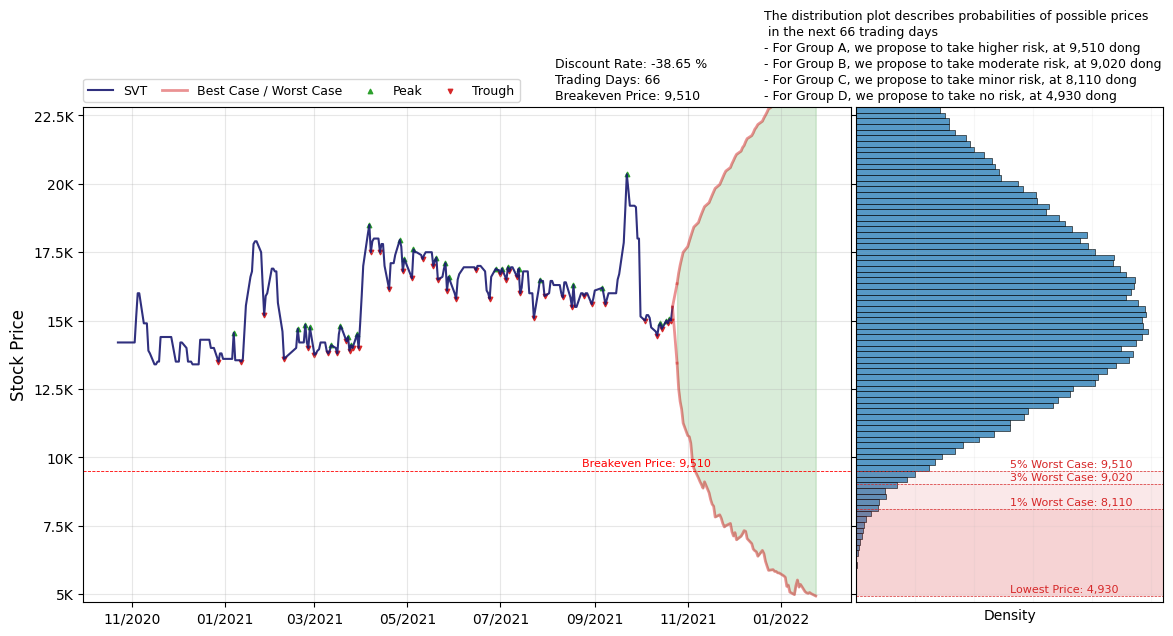 The distribution plot describes probabilities of possible prices
in the next 66 trading days
- For Group A, we propose to take higher risk, at 9,510 dong
- For Group B, we propose to take moderate risk, at 9,020 dong
- For Group C, we propose to take minor risk, at 8,110 dong
- For Group D, we propose to take no risk, at 4,930 dong
Discount Rate: -38.65 %
Trading Days: 66
Breakeven Price: 9,510
SVT
Best Case / Worst Case
Peak
Trough
Stock Price
22.5K
20K
17.5K
15K
12.5K
10K
7.5K
5K
Breakeven Price: 9,510
5% Worst Case: 9,510
3% Worst Case: 9,020
1% Worst Case: 8,110
Lowest Price: 4,930
11/2020
01/2021
03/2021
05/2021
07/2021
09/2021
11/2021
01/2022
Density